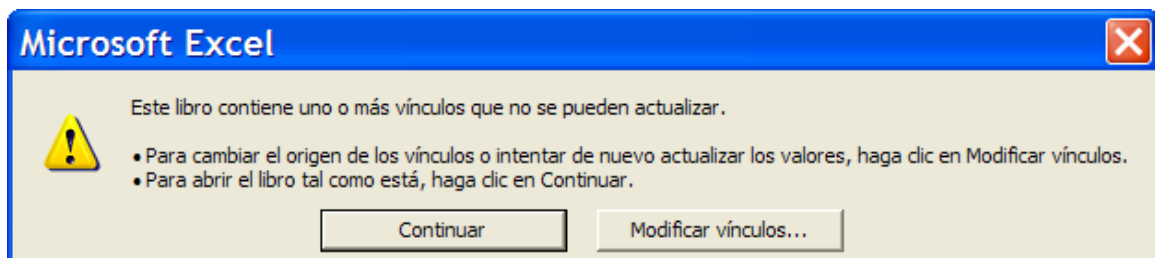 Microsoft Excel
Este libro contiene uno o más vínculos que no se pueden actualizar.
• Para cambiar el origen de los vínculos o intentar de nuevo actualizar los valores, haga clic en Modificar vínculos.
• Para abrir el libro tal como está, haga clic en Continuar.
Continuar Modificar vínculos...